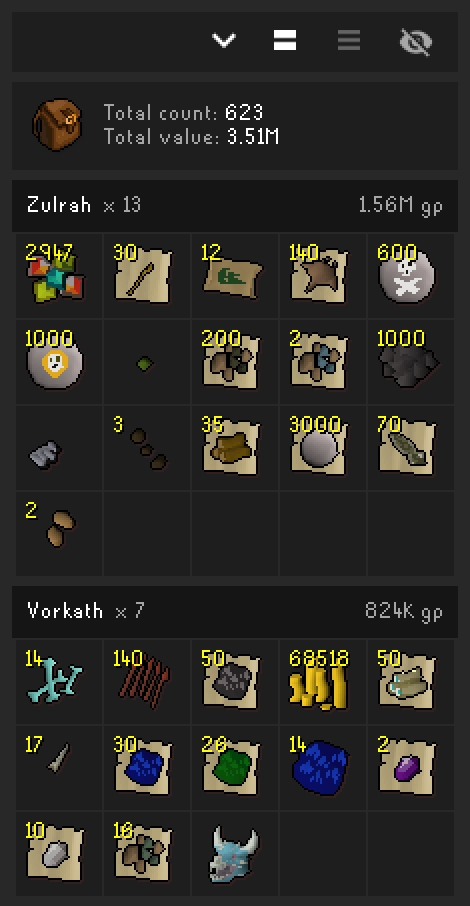 Total count: 623
Total value: 3.51M
Zulrah x 13 1.56M gp
2947 30 12 140 600
1000 200 2 1000
3 35 3000 70
2
Vorkath x 7 824K gp
14 140 50 68518 50
17 30 26 14 2
10 16